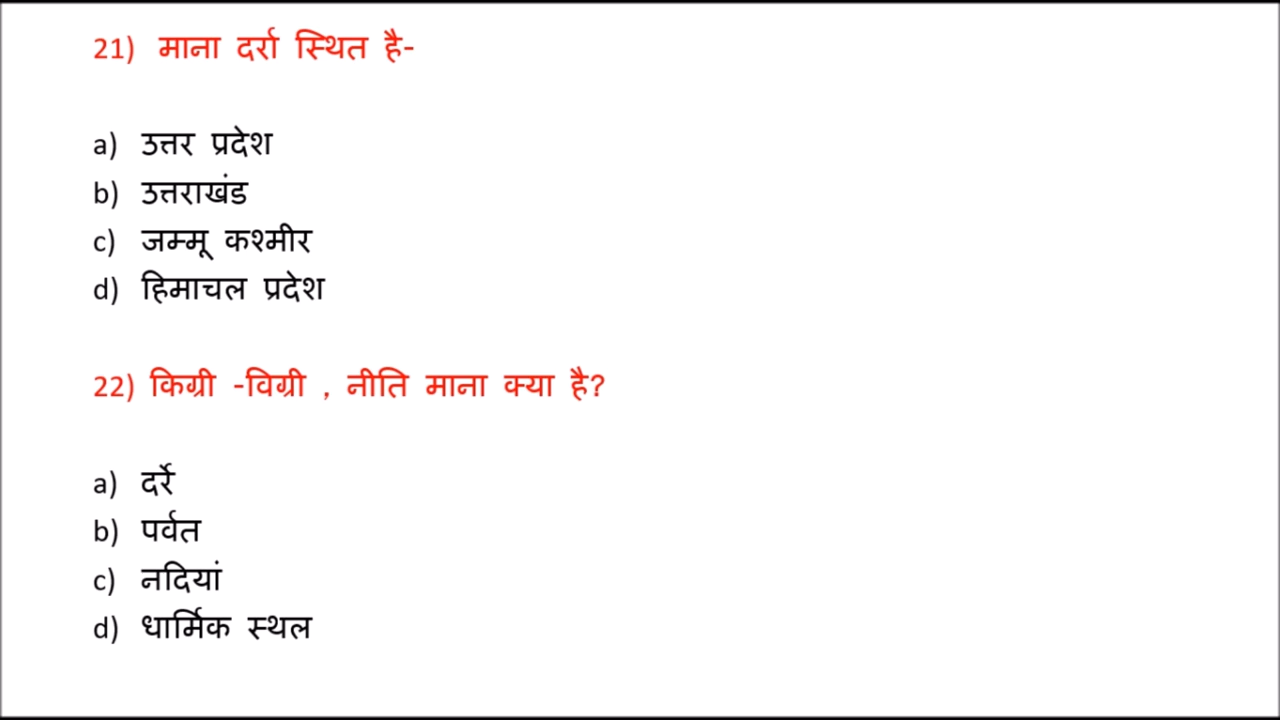 21) माना दर्रा स्थित है-
a) उत्तर प्रदेश
b) उत्तराखंड
c) जम्मू कश्मीर
d) हिमाचल प्रदेश
22) किग्री -विग्री , नीति माना क्या है?
a) दर्रे
b) पर्वत
c) नदियां
d) धार्मिक स्थल